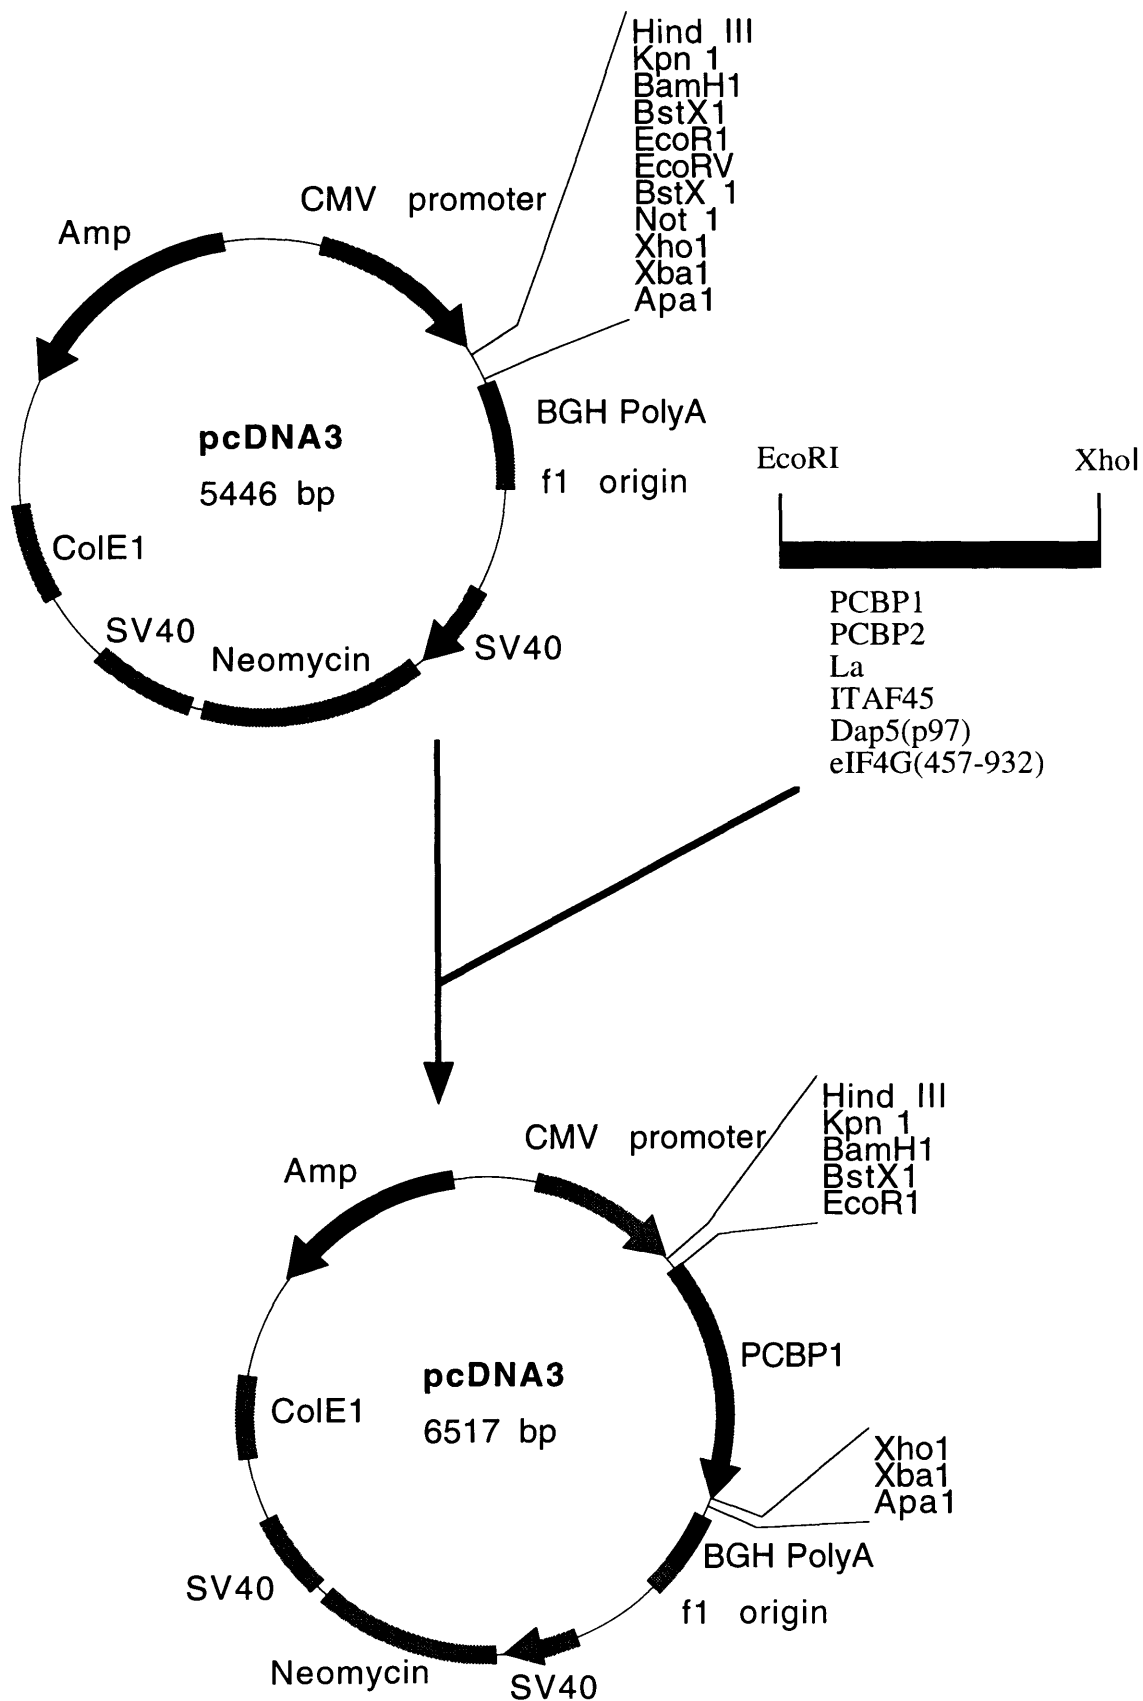 Hind III
Kpn 1
BamH1
BstX1
EcoR1
EcoRV
BstX 1
Not 1
Xho1
Xba1
Apa1
CMV promoter
Amp
pcDNA3
5446 bp
BGH PolyA
f1 origin
ColE1
SV40
Neomycin
SV40
EcoRI
XhoI
PCBP1
PCBP2
La
ITAF45
Dap5(p97)
eIF4G(457-932)
Hind III
Kpn 1
BamH1
BstX1
EcoR1
CMV promoter
Amp
PCBP1
pcDNA3
6517 bp
ColE1
Xho1
Xba1
Apa1
BGH PolyA
f1 origin
SV40
Neomycin
SV40